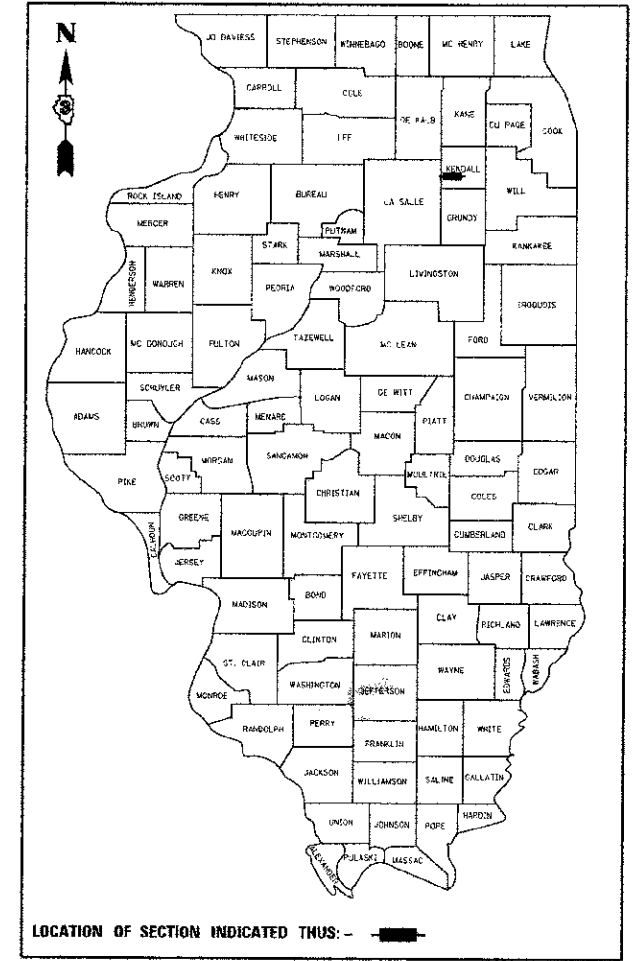 N
JO DAVIESS STEPHENSON WINNEBAGO BOONE MC HENRY LAKE
CARROLL OGLE DE KALB KANE DU PAGE COOK
WHITESIDE LEE KENDALL
ROCK ISLAND HENRY BUREAU LA SALLE WILL
MERCER PUTNAM GRUNDY
STARK MARSHALL KANKAKEE
HENDERSON WARREN KNOX PEORIA WOODFORD LIVINGSTON IROQUOIS
HANCOCK MC DONOUGH FULTON TAZEWELL MC LEAN FORD
SCHUYLER MASON LOGAN DE WITT CHAMPAIGN VERMILION
ADAMS BROWN CASS MENARD PIATT
MACON
PIKE SCOTT MORGAN SANGAMON MOULTRIE DOUGLAS EDGAR
CHRISTIAN COLES
CALHOUN GREENE MACOUPIN MONTGOMERY SHELBY CUMBERLAND CLARK
JERSEY FAYETTE EFFINGHAM JASPER CRAWFORD
MADISON BOND
CLAY RICHLAND LAWRENCE
CLINTON MARION
ST. CLAIR WAYNE EDWARDS WABASH
MONROE WASHINGTON JEFFERSON
RANDOLPH PERRY HAMILTON WHITE
FRANKLIN
JACKSON WILLIAMSON SALINE GALLATIN
UNION JOHNSON POPE HARDIN
ALEXANDER PULASKI MASSAC
LOCATION OF SECTION INDICATED THUS: -